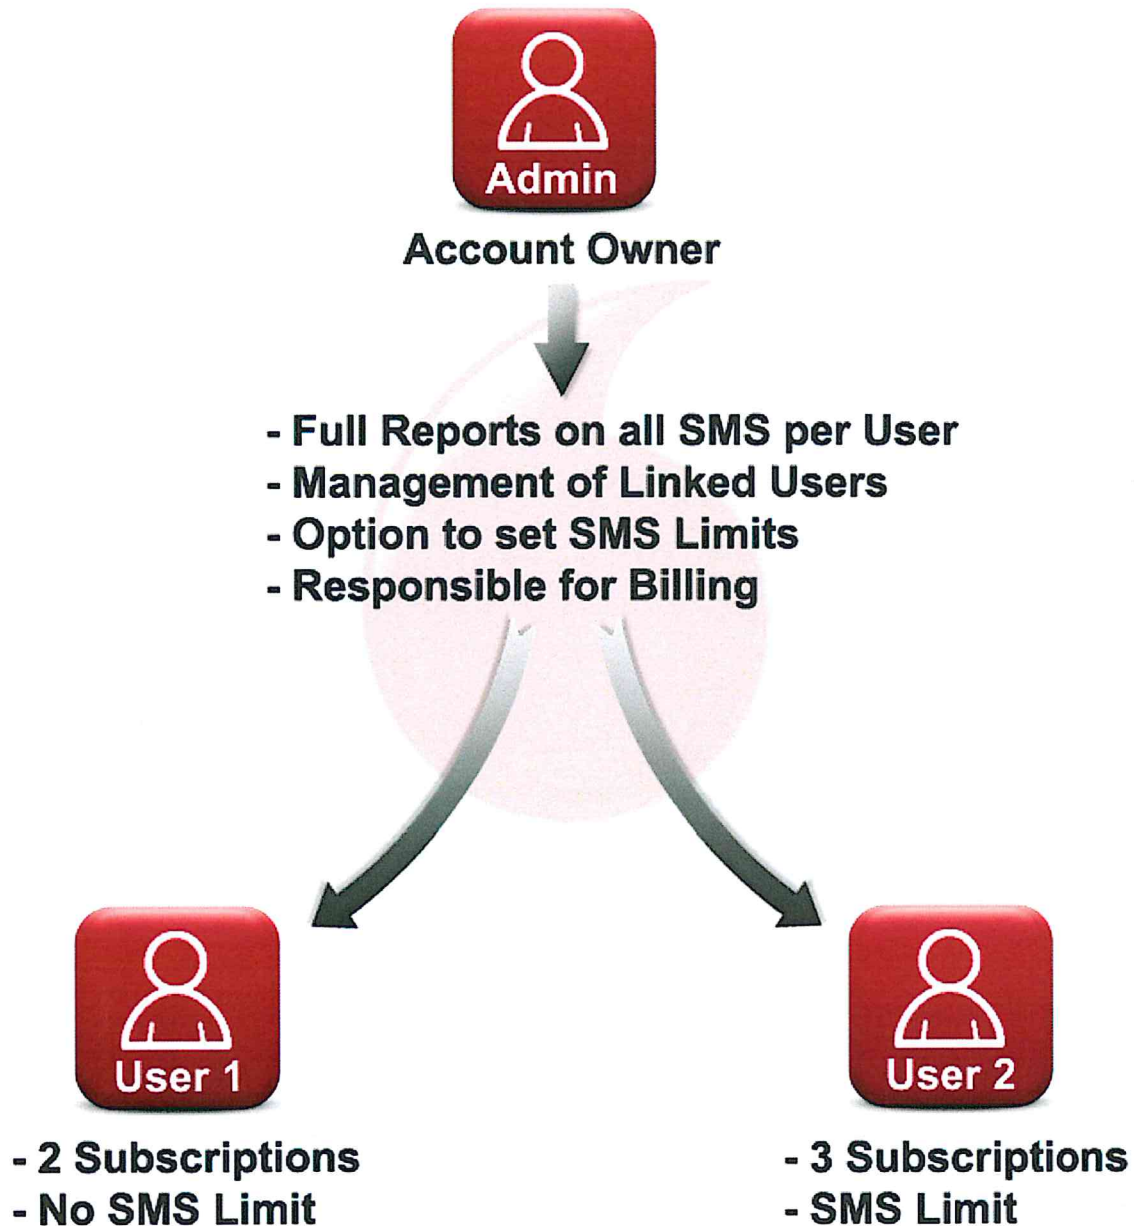 Admin
Account Owner
- Full Reports on all SMS per User
- Management of Linked Users
- Option to set SMS Limits
- Responsible for Billing
User 1
- 2 Subscriptions
- No SMS Limit
User 2
- 3 Subscriptions
- SMS Limit